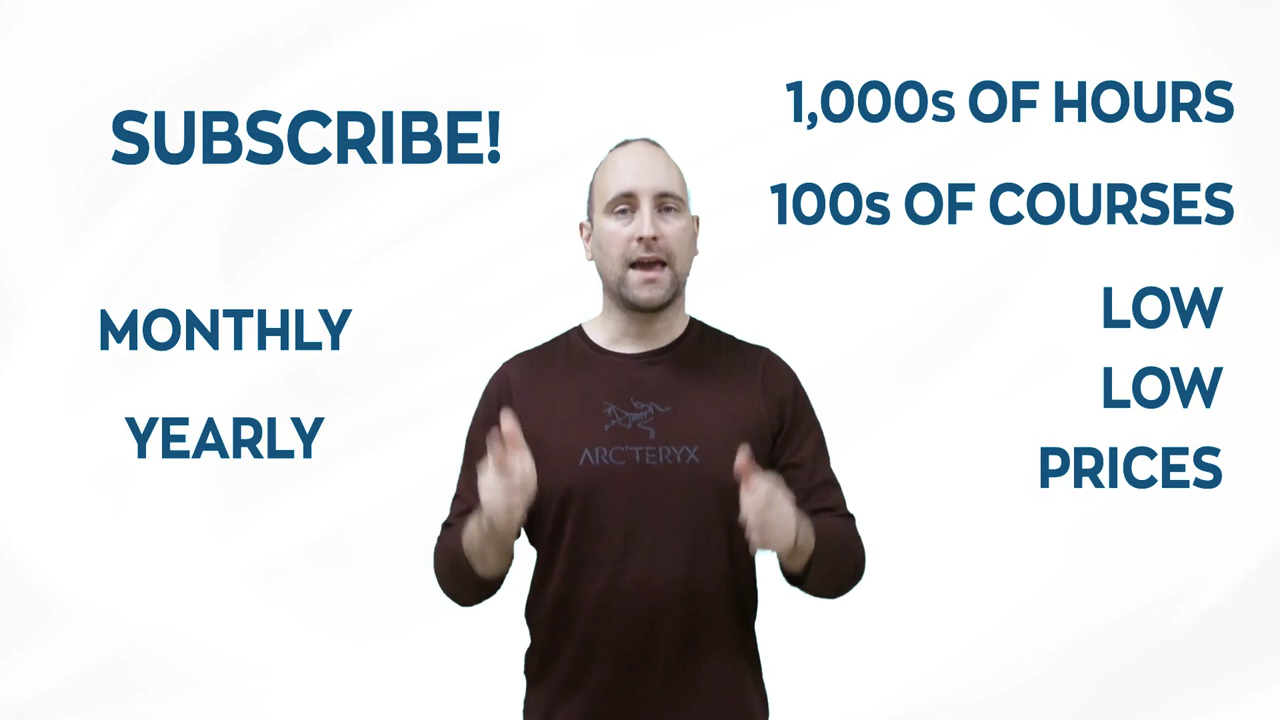 SUBSCRIBE!
MONTHLY
YEARLY
1,000s OF HOURS
100s OF COURSES
LOW
LOW
PRICES
ARC'TERYX